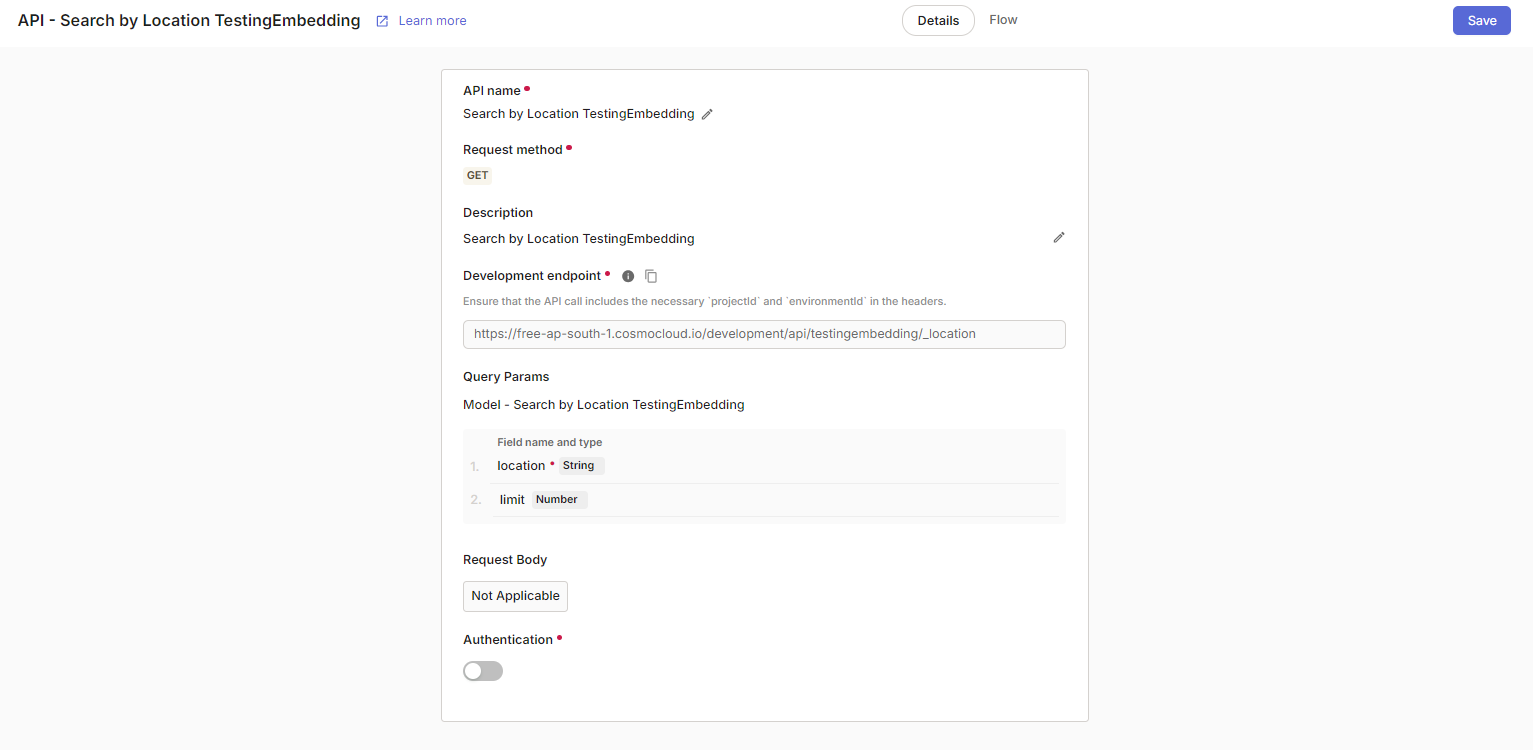 API - Search by Location TestingEmbedding Learn more Details Flow Save
API name
Search by Location TestingEmbedding
Request method
GET
Description
Search by Location TestingEmbedding
Development endpoint
Ensure that the API call includes the necessary `projectId` and `environmentId` in the headers.
https://free-ap-south-1.cosmocloud.io/development/api/testingembedding/_location
Query Params
Model - Search by Location TestingEmbedding
Field name and type
1. location String
2. limit Number
Request Body
Not Applicable
Authentication